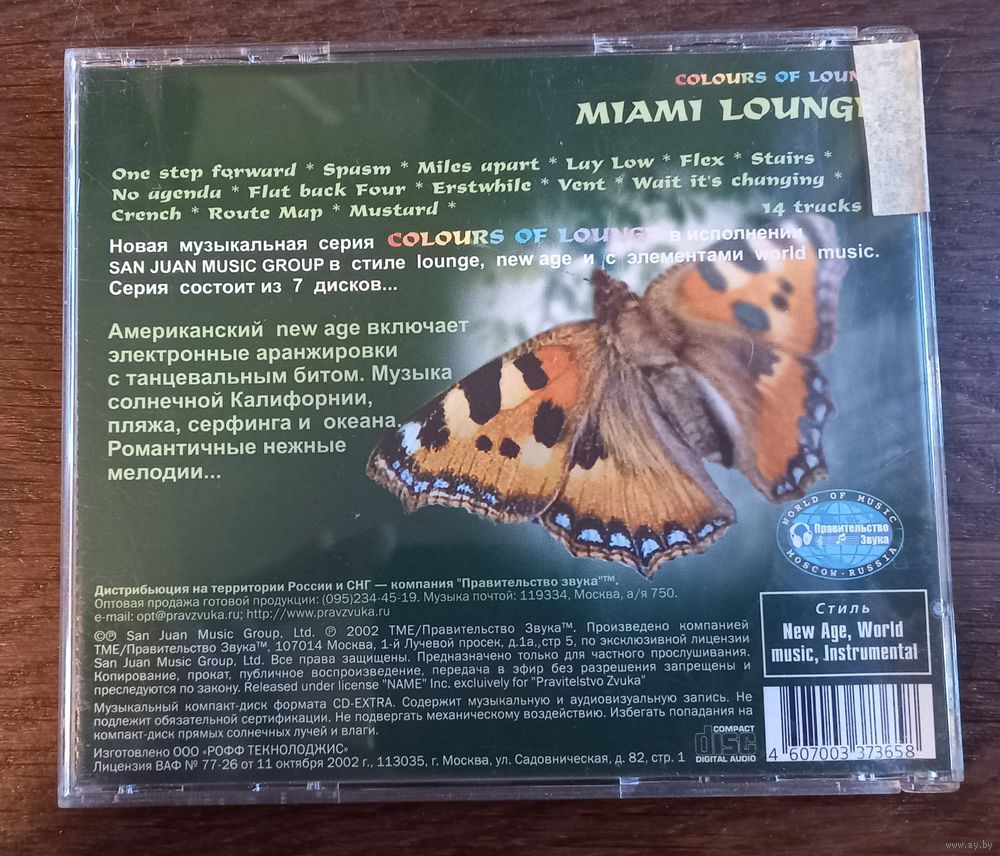 COLOURS OF LOUN
MIAMI LOUNG
One step forward * Spasm * Miles apart * Lay Low * Flex * Stairs *
No agenda * Flat back Four * Erstwhile * Vent * Wait it's changing *
Crench * Route Map * Mustard *
14 tracks
Новая музыкальная серия COLOURS OF LOUNGE в исполнении
SAN JUAN MUSIC GROUP в стиле lounge, new age и с элементами world music.
Серия состоит из 7 дисков...
Американский new age включает
электронные аранжировки
с танцевальным битом. Музыка
солнечной Калифорнии,
пляжа, серфинга и океана.
Романтичные нежные
мелодии...
WORLD OF MUSIC
Правительство
Звука
MOSCOW · RUSSIA
Дистрибьюция на территории России и СНГ — компания "Правительство звука"™.
Оптовая продажа готовой продукции: (095)234-45-19. Музыка почтой: 119334, Москва, а/я 750.
e-mail: opt@pravzvuka.ru; http://www.pravzvuka.ru
©℗ San Juan Music Group, Ltd. ℗ 2002 TME/Правительство Звука™. Произведено компанией
TME/Правительство Звука™, 107014 Москва, 1-й Лучевой просек, д.1а.,стр 5, по эксклюзивной лицензии
San Juan Music Group, Ltd. Все права защищены. Предназначено только для частного прослушивания.
Копирование, прокат, публичное воспроизведение, передача в эфир без разрешения запрещены и
преследуются по закону. Released under license "NAME" Inc. excluively for "Pravitelstvo Zvuka"
Музыкальный компакт-диск формата CD-EXTRA. Содержит музыкальную и аудиовизуальную запись. Не
подлежит обязательной сертификации. Не подвергать механическому воздействию. Избегать попадания на
компакт-диск прямых солнечных лучей и влаги.
Изготовлено ООО «РОФФ ТЕКНОЛОДЖИС»
Лицензия ВАФ № 77-26 от 11 октября 2002 г., 113035, г. Москва, ул. Садовническая, д. 82, стр. 1
Стиль
New Age, World
music, Instrumental
COMPACT
disc
DIGITAL AUDIO
4 607003 373658
www.ay.by